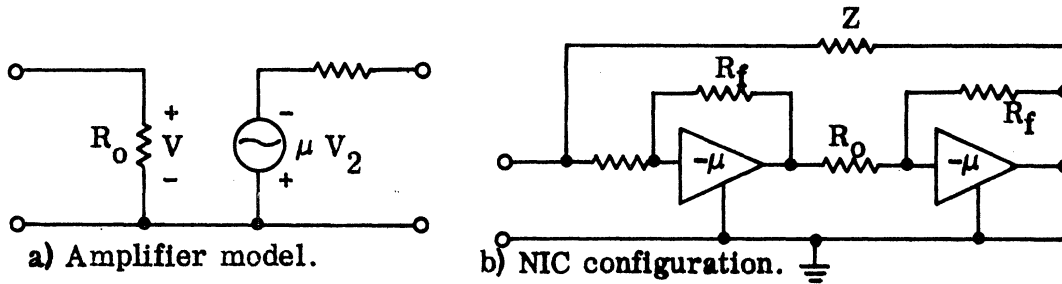 Z
R_f
R_f
+
R_o V
-
-
μ V_2
+
R_o
-μ
-μ
a) Amplifier model.
b) NIC configuration.